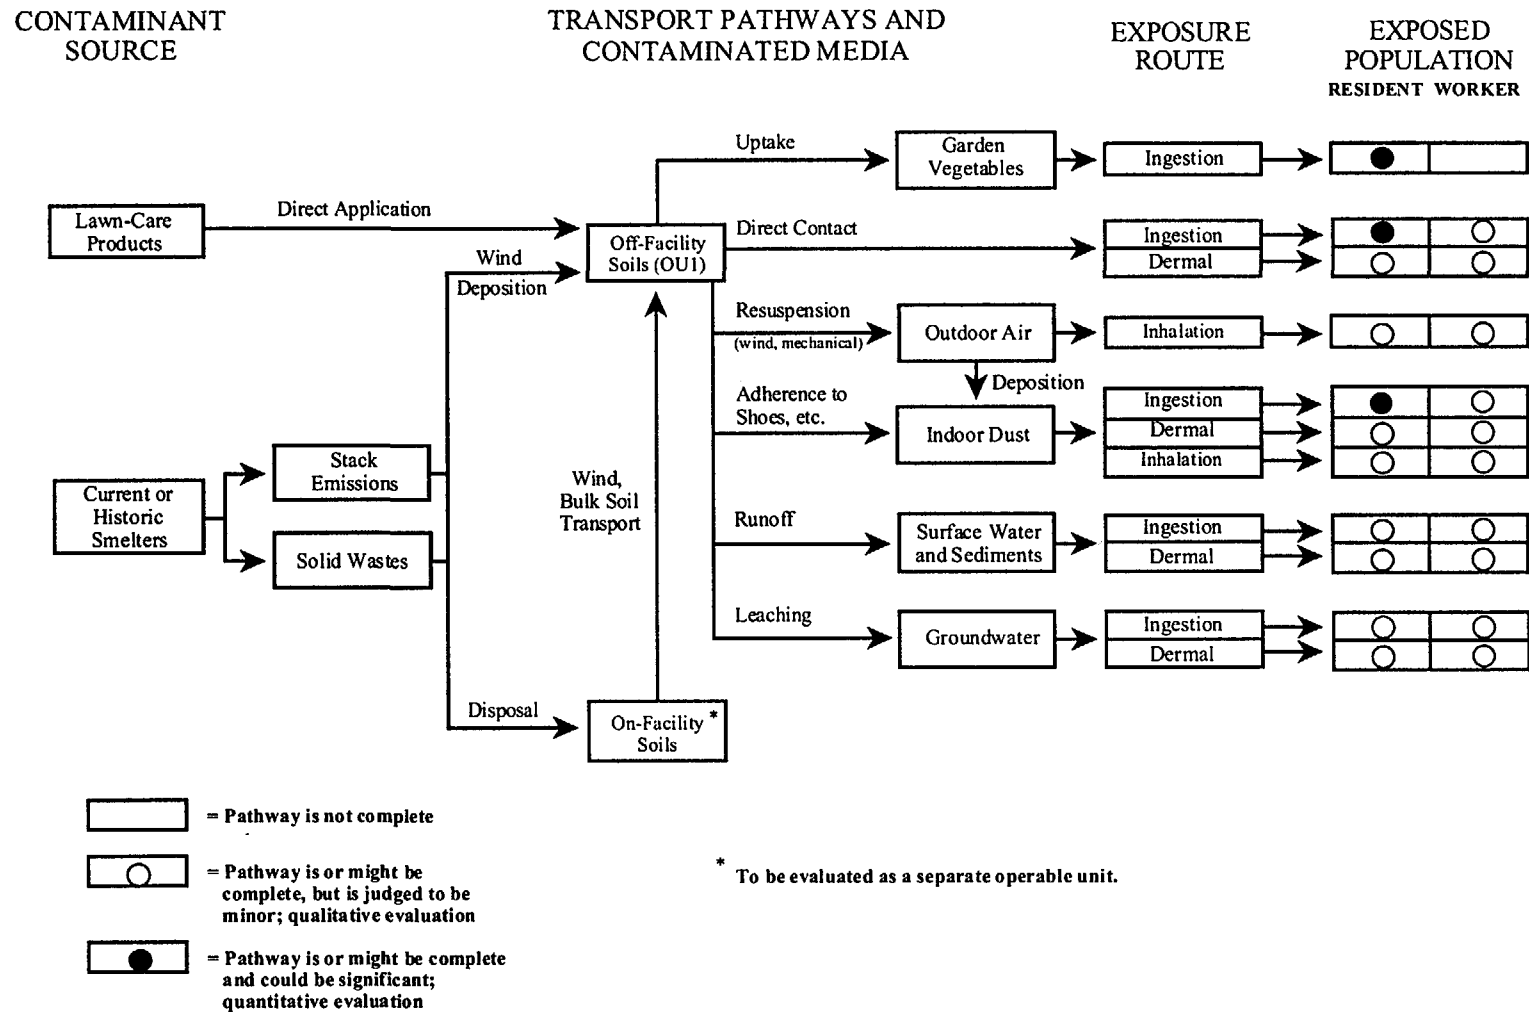 CONTAMINANT
SOURCE
TRANSPORT PATHWAYS AND
CONTAMINATED MEDIA
EXPOSURE
ROUTE
EXPOSED
POPULATION
RESIDENT WORKER
Uptake
Garden
Vegetables
Ingestion
Lawn-Care
Products
Direct Application
Off-Facility
Soils (OU1)
Direct Contact
Ingestion
Dermal
Wind
Deposition
Resuspension
(wind, mechanical)
Outdoor Air
Inhalation
Deposition
Adherence to
Shoes, etc.
Indoor Dust
Ingestion
Dermal
Inhalation
Current or
Historic
Smelters
Stack
Emissions
Solid Wastes
Wind,
Bulk Soil
Transport
Runoff
Surface Water
and Sediments
Ingestion
Dermal
Leaching
Groundwater
Ingestion
Dermal
Disposal
On-Facility *
Soils
= Pathway is not complete
= Pathway is or might be
complete, but is judged to be
minor; qualitative evaluation
= Pathway is or might be complete
and could be significant;
quantitative evaluation
* To be evaluated as a separate operable unit.